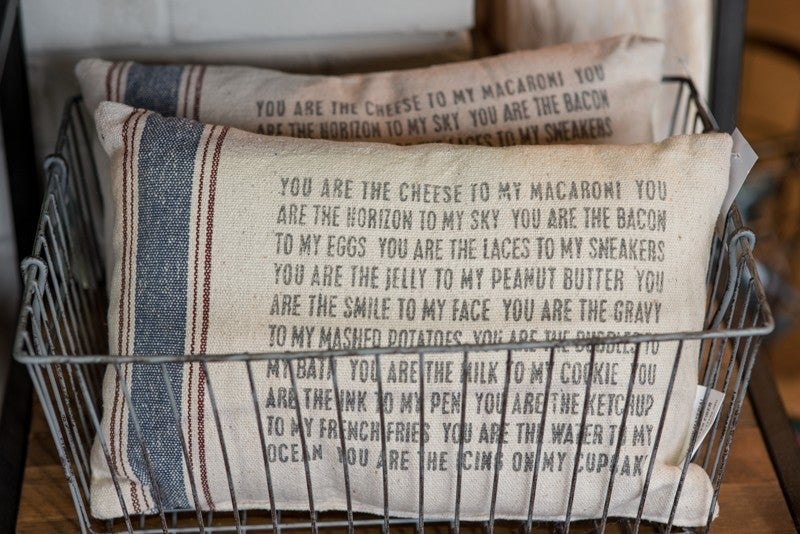 YOU ARE THE CHEESE TO MY MACARONI YOU
ARE THE HORIZON TO MY SKY YOU ARE THE BACON
LACES TO MY SNEAKERS
YOU ARE THE CHEESE TO MY MACARONI YOU
ARE THE HORIZON TO MY SKY YOU ARE THE BACON
TO MY EGGS YOU ARE THE LACES TO MY SNEAKERS
YOU ARE THE JELLY TO MY PEANUT BUTTER YOU
ARE THE SMILE TO MY FACE YOU ARE THE GRAVY
TO MY MASHED POTATOES YOU ARE THE BUBBLES TO
MY BATH YOU ARE THE MILK TO MY COOKIE YOU
ARE THE INK TO MY PEN YOU ARE THE KETCHUP
TO MY FRENCH FRIES YOU ARE THE WATER TO MY
OCEAN YOU ARE THE ICING ON MY CUPCAKE